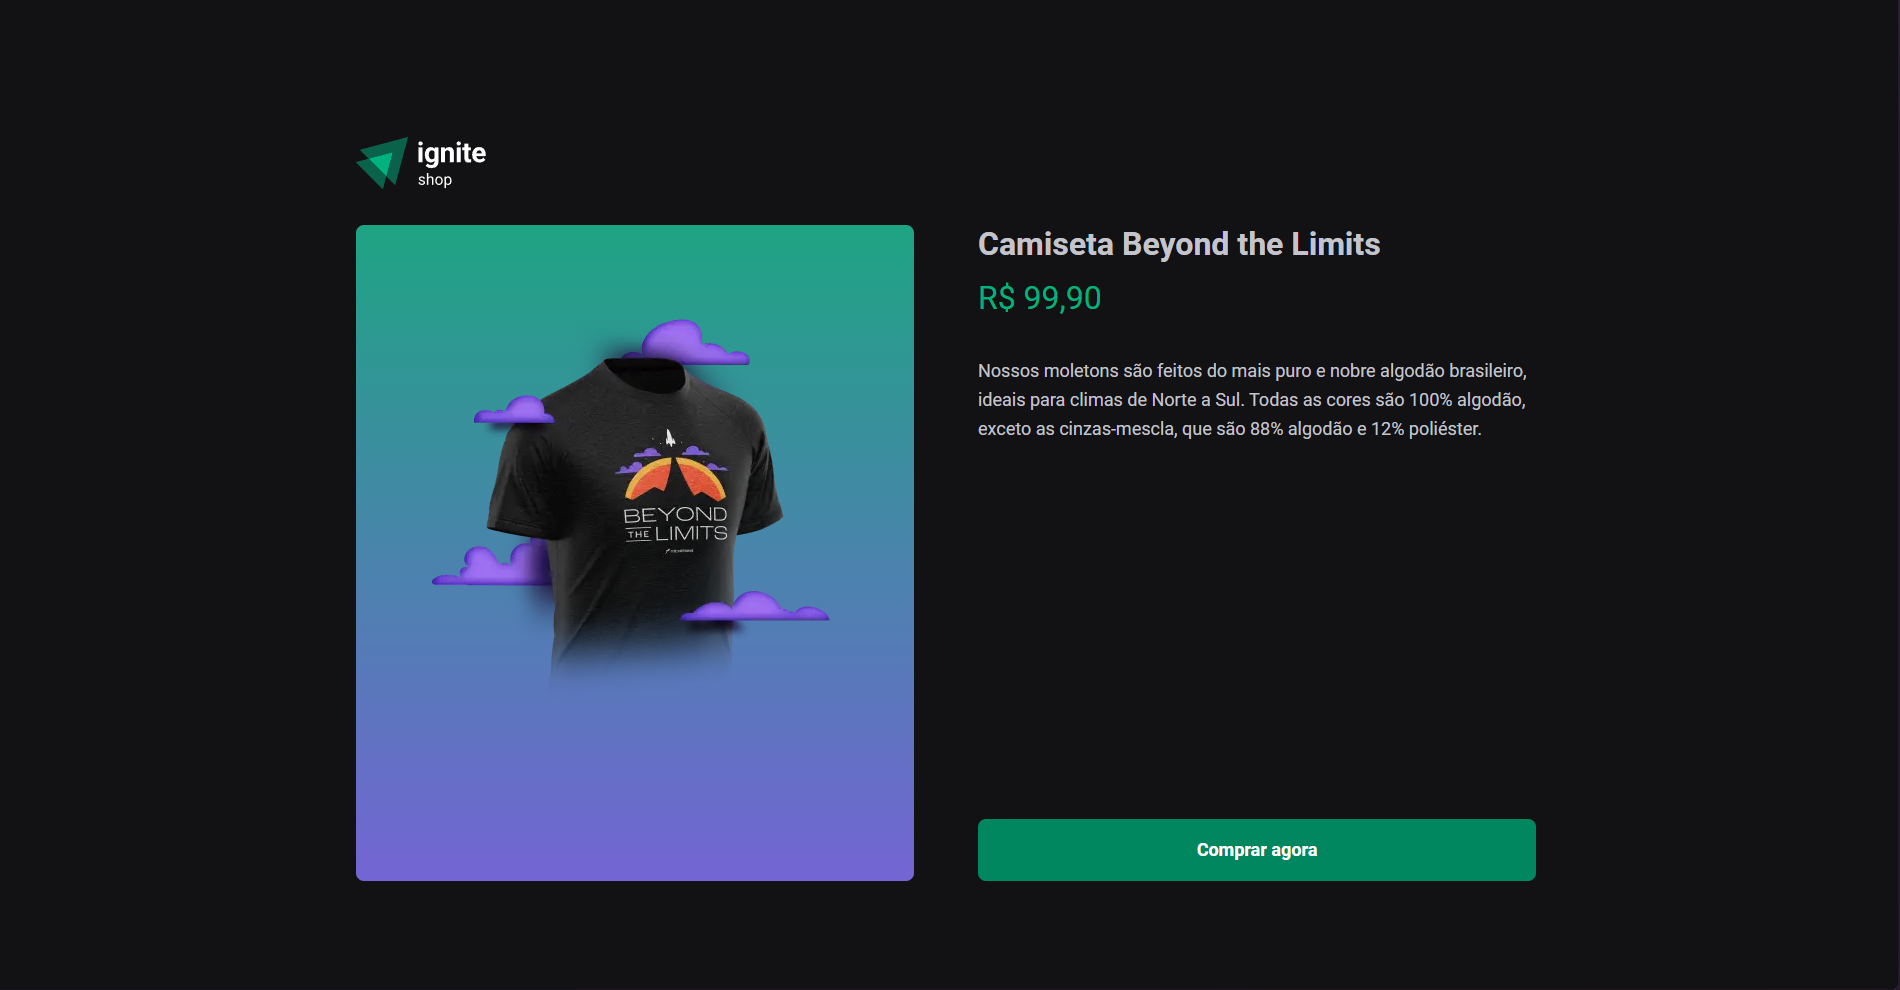 ignite
shop
Camiseta Beyond the Limits
R$ 99,90
Nossos moletons são feitos do mais puro e nobre algodão brasileiro,
ideais para climas de Norte a Sul. Todas as cores são 100% algodão,
exceto as cinzas-mescla, que são 88% algodão e 12% poliéster.
BEYOND
THE LIMITS
Comprar agora